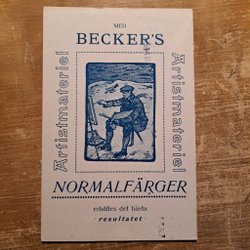 MED
BECKER'S
Artistmateriel
Artistmateriel
NORMALFÄRGER
erhålles det bästa
-resultatet-